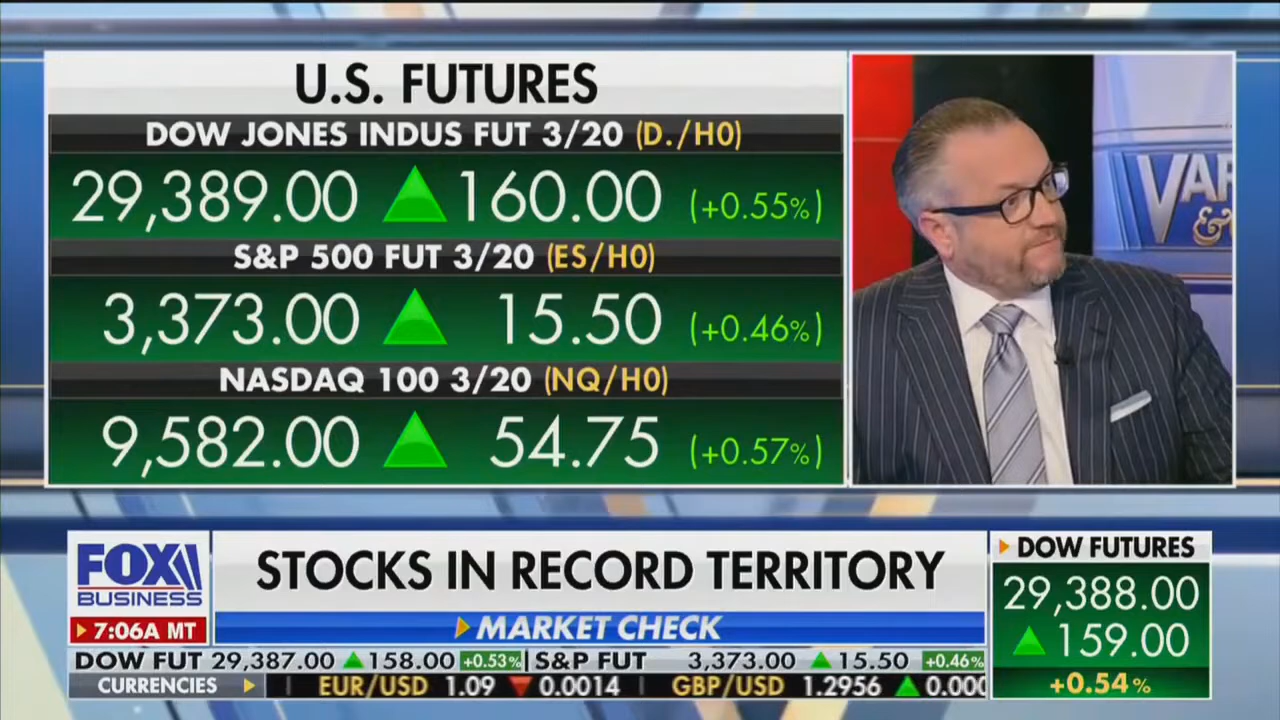 U.S. FUTURES
DOW JONES INDUS FUT 3/20 (D./H0)
29,389.00 160.00 (+0.55%)
S&P 500 FUT 3/20 (ES/H0)
3,373.00 15.50 (+0.46%)
NASDAQ 100 3/20 (NQ/H0)
9,582.00 54.75 (+0.57%)
VAR
&
FOX
BUSINESS
7:06A MT
STOCKS IN RECORD TERRITORY
MARKET CHECK
DOW FUTURES
29,388.00
159.00
+0.54%
DOW FUT 29,387.00 158.00 +0.53% S&P FUT 3,373.00 15.50 +0.46%
CURRENCIES EUR/USD 1.09 0.0014 GBP/USD 1.2956 0.000